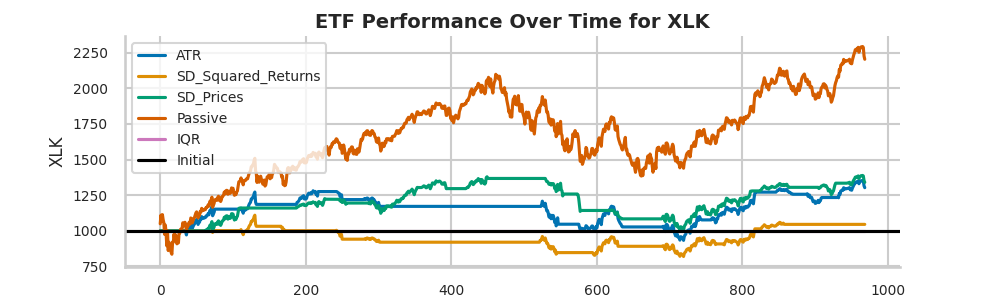 ETF Performance Over Time for XLK
XLK
2250
2000
1750
1500
1250
1000
750
ATR
SD_Squared_Returns
SD_Prices
Passive
IQR
Initial
0
200
400
600
800
1000